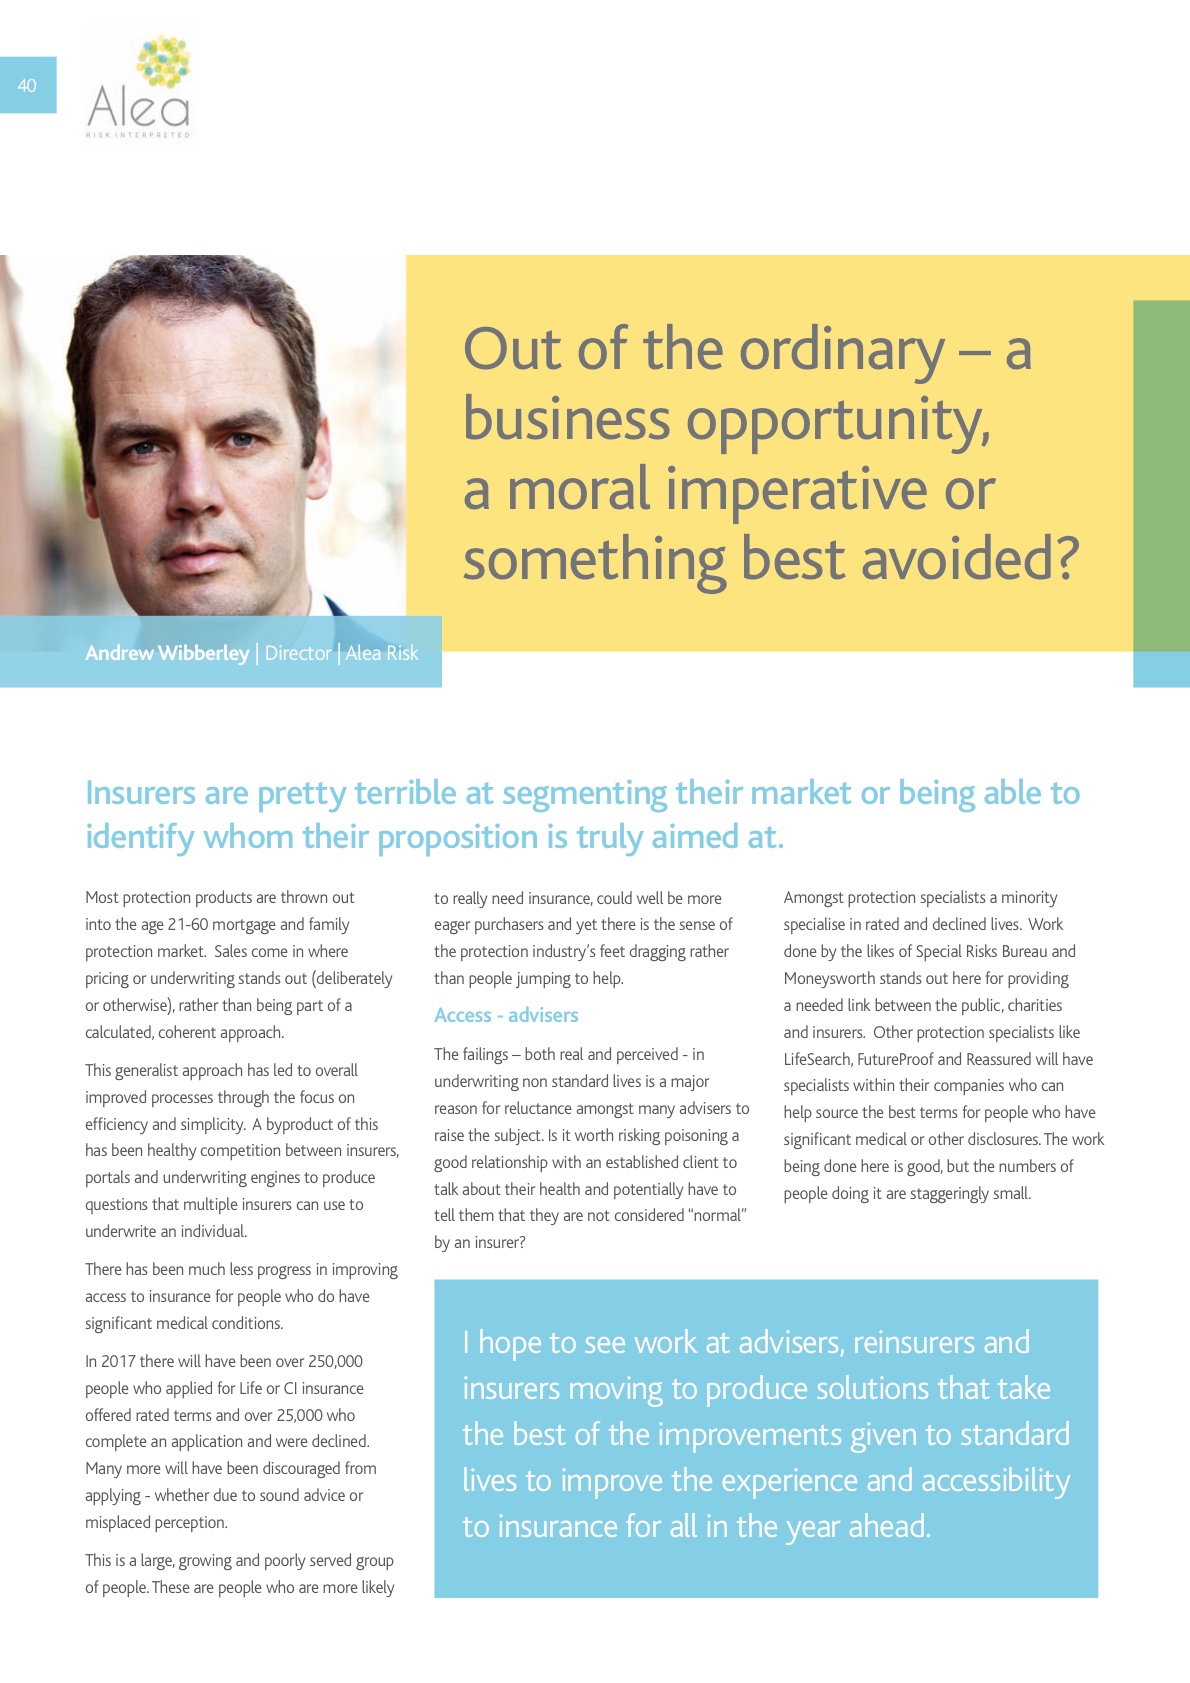 40
Alea
RISK INTERPRETED
Out of the ordinary – a
business opportunity,
a moral imperative or
something best avoided?
Andrew Wibberley | Director | Alea Risk
Insurers are pretty terrible at segmenting their market or being able to
identify whom their proposition is truly aimed at.
Most protection products are thrown out
into the age 21-60 mortgage and family
protection market.  Sales come in where
pricing or underwriting stands out (deliberately
or otherwise), rather than being part of a
calculated, coherent approach.
This generalist approach has led to overall
improved processes through the focus on
efficiency and simplicity.  A byproduct of this
has been healthy competition between insurers,
portals and underwriting engines to produce
questions that multiple insurers can use to
underwrite an individual.
There has been much less progress in improving
access to insurance for people who do have
significant medical conditions.
In 2017 there will have been over 250,000
people who applied for Life or CI insurance
offered rated terms and over 25,000 who
complete an application and were declined.
Many more will have been discouraged from
applying - whether due to sound advice or
misplaced perception.
This is a large, growing and poorly served group
of people. These are people who are more likely
to really need insurance, could well be more
eager purchasers and yet there is the sense of
the protection industry's feet dragging rather
than people jumping to help.
Access - advisers
The failings – both real and perceived - in
underwriting non standard lives is a major
reason for reluctance amongst many advisers to
raise the subject. Is it worth risking poisoning a
good relationship with an established client to
talk about their health and potentially have to
tell them that they are not considered “normal”
by an insurer?
Amongst protection specialists a minority
specialise in rated and declined lives.  Work
done by the likes of Special Risks Bureau and
Moneysworth stands out here for providing
a needed link between the public, charities
and insurers.  Other protection specialists like
LifeSearch, FutureProof and Reassured will have
specialists within their companies who can
help source the best terms for people who have
significant medical or other disclosures. The work
being done here is good, but the numbers of
people doing it are staggeringly small.
I hope to see work at advisers, reinsurers and
insurers moving to produce solutions that take
the best of the improvements given to standard
lives to improve the experience and accessibility
to insurance for all in the year ahead.